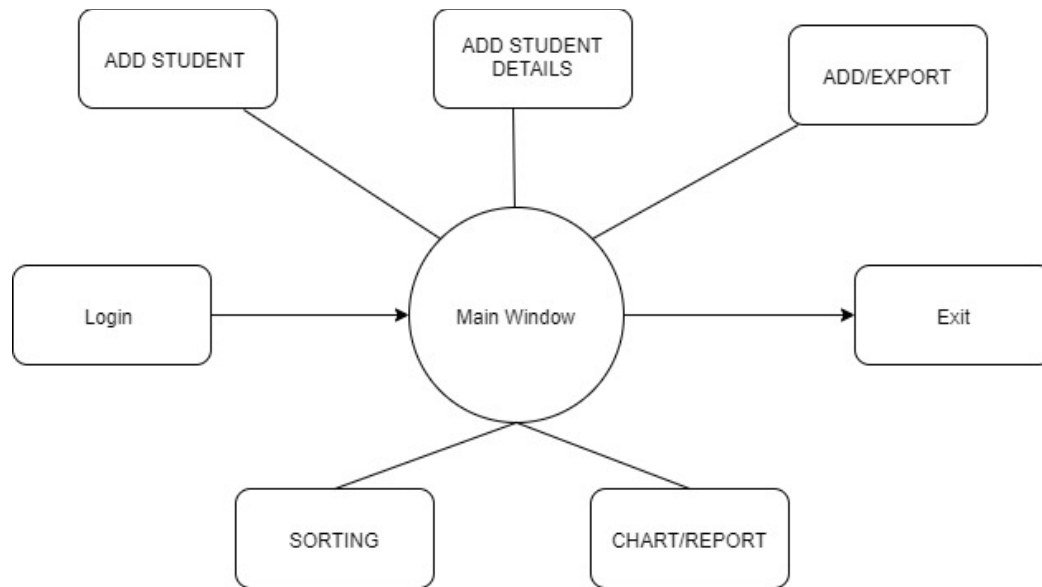 ADD STUDENT
ADD STUDENT
DETAILS
ADD/EXPORT
Login
Main Window
Exit
SORTING
CHART/REPORT